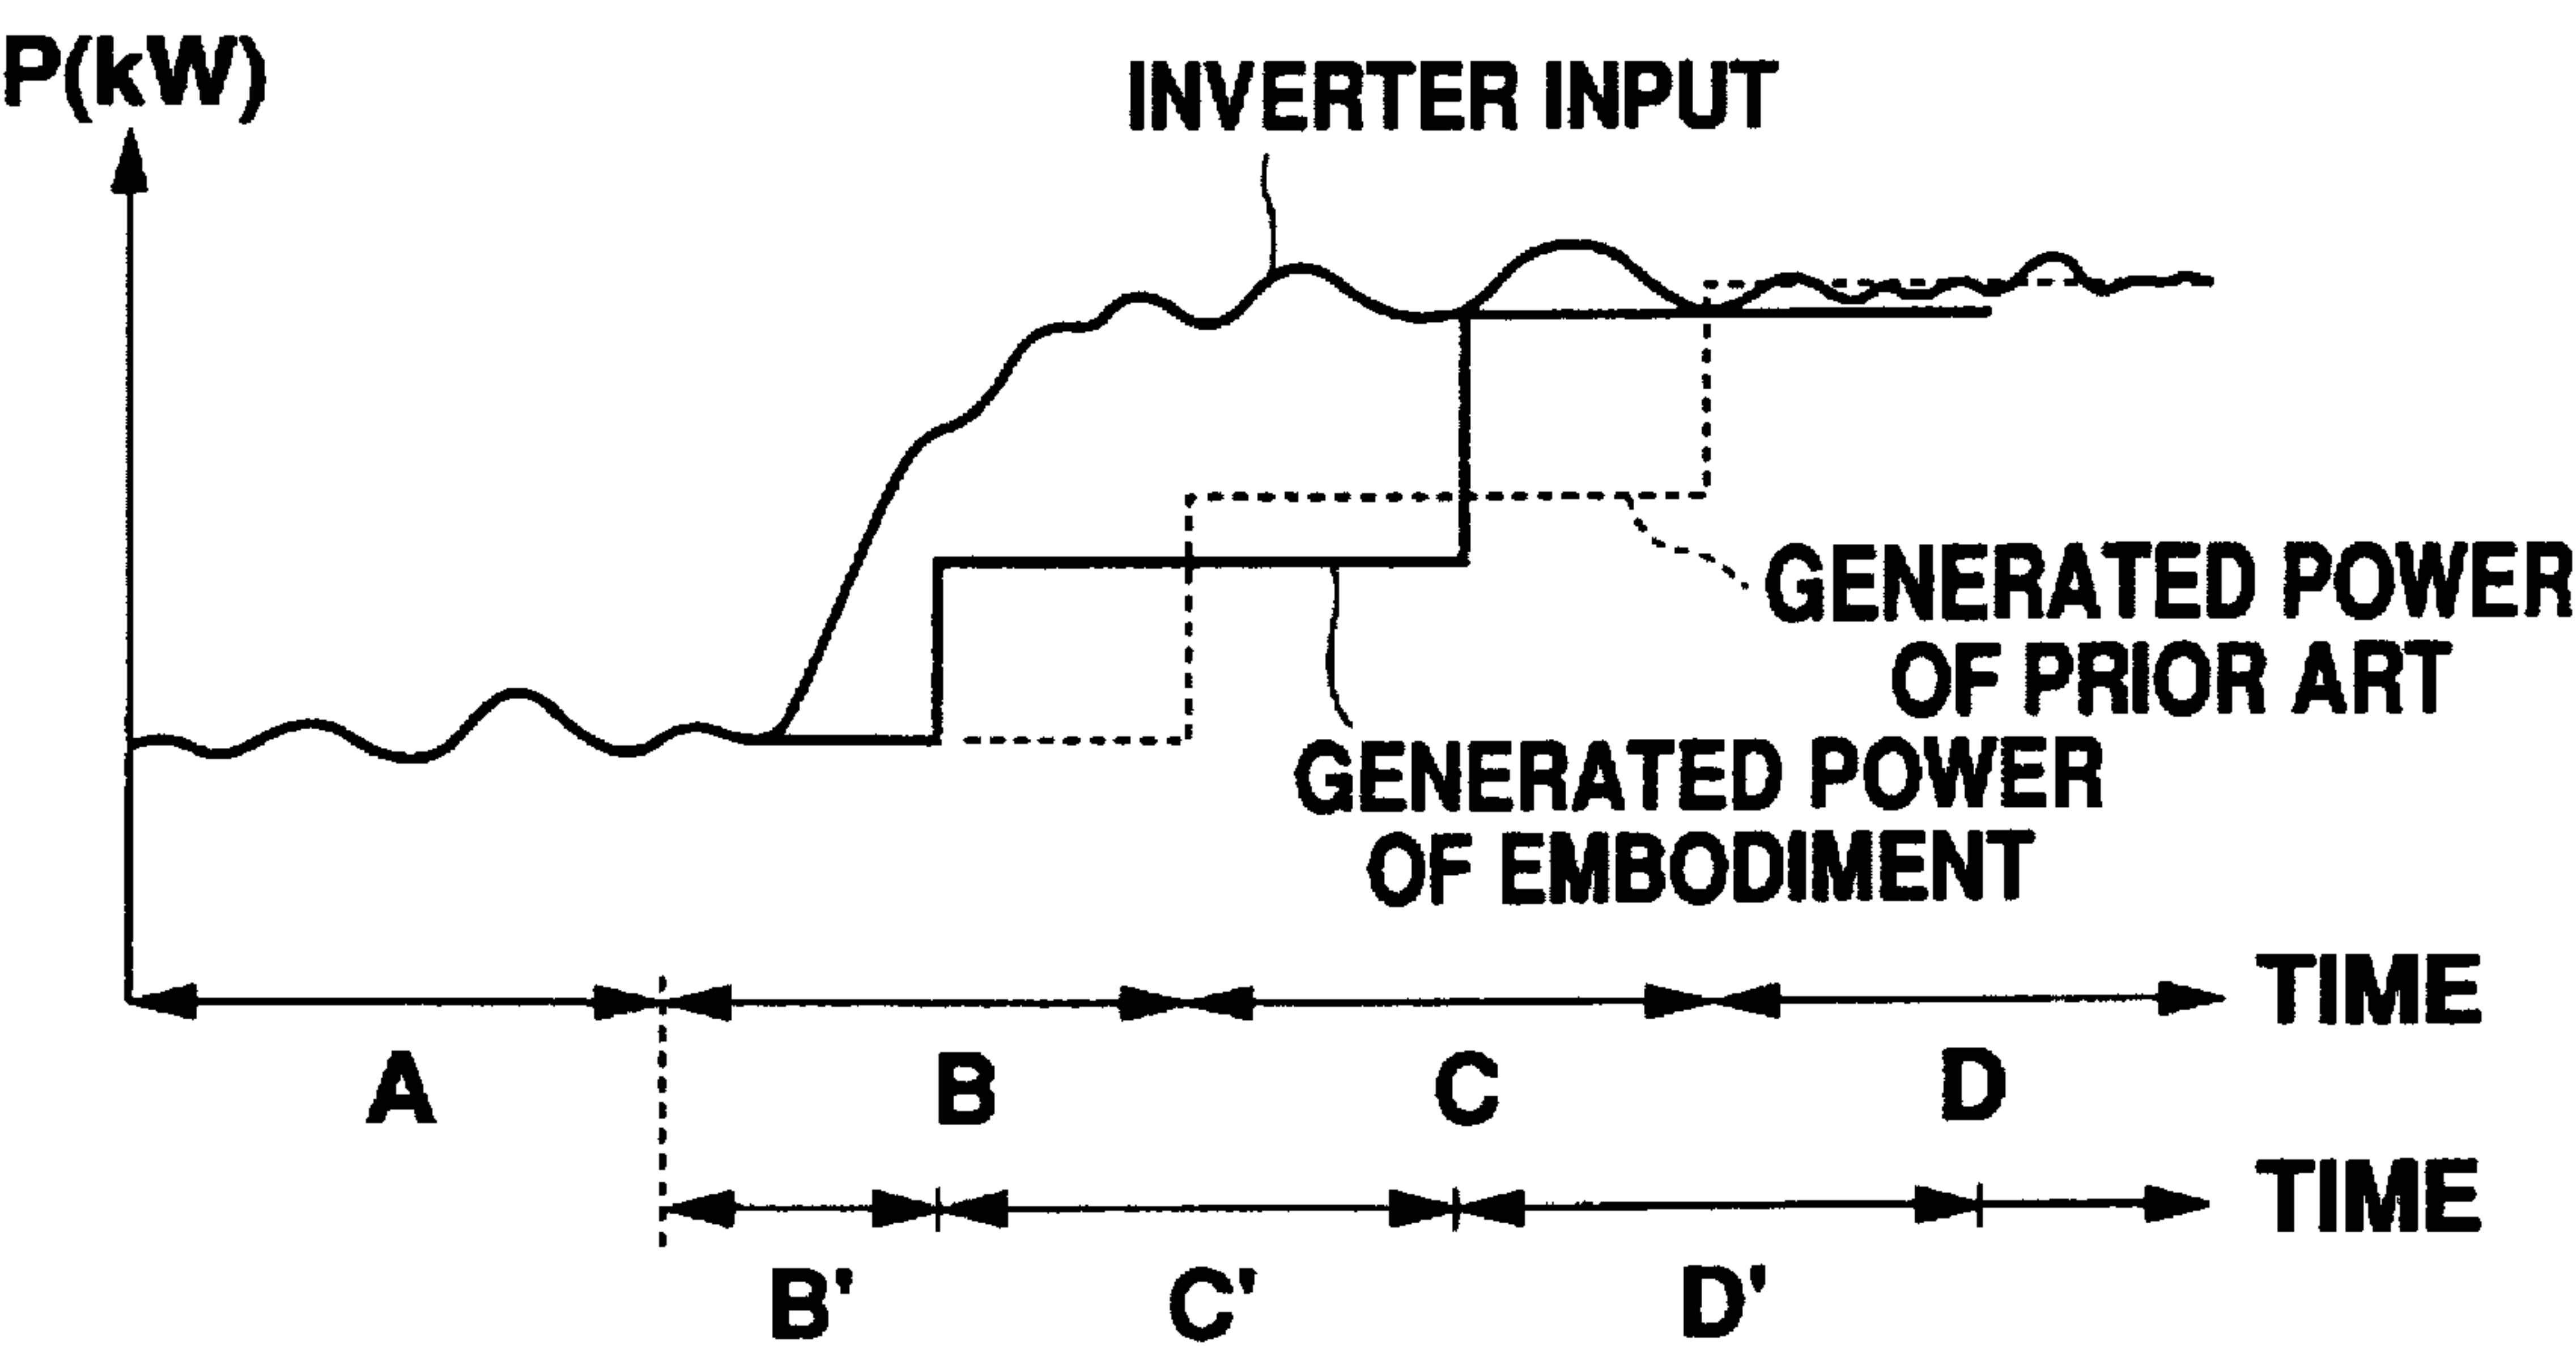 P(kW)
INVERTER INPUT
GENERATED POWER
OF PRIOR ART
GENERATED POWER
OF EMBODIMENT
TIME
A
B
C
D
TIME
B'
C'
D'